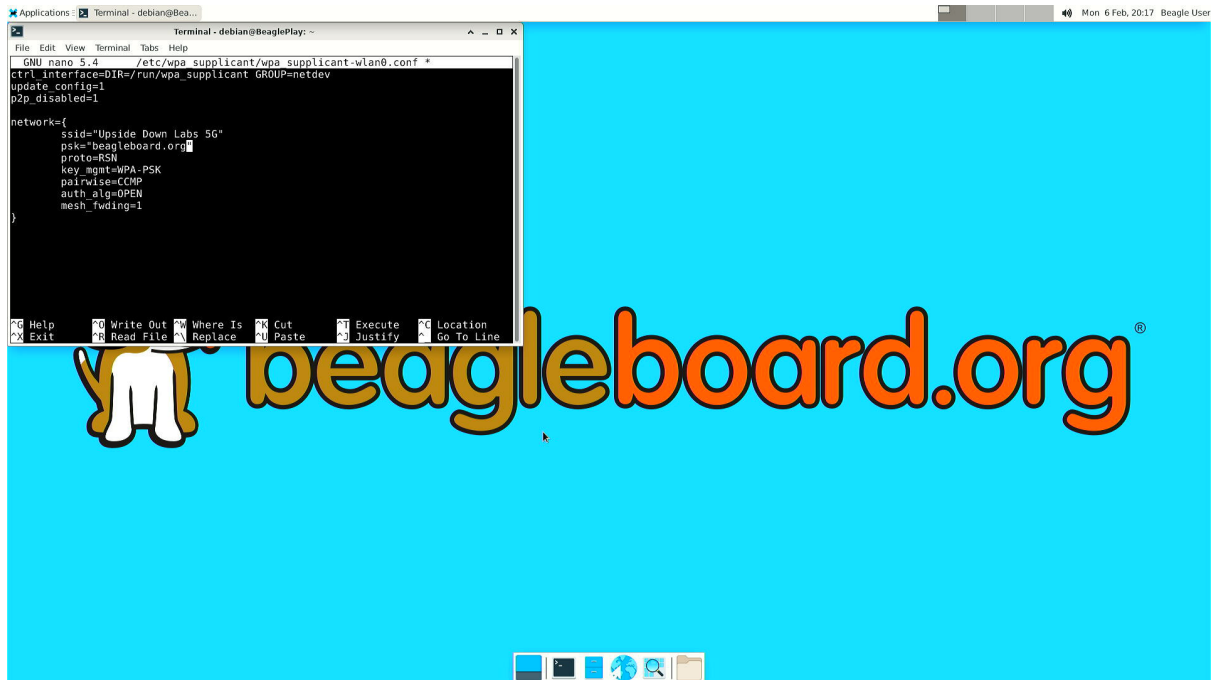 Applications
Terminal - debian@Bea...
Mon 6 Feb, 20:17
Beagle User
Terminal - debian@BeaglePlay: ~
File Edit View Terminal Tabs Help
GNU nano 5.4 /etc/wpa_supplicant/wpa_supplicant-wlan0.conf *
ctrl_interface=DIR=/run/wpa_supplicant GROUP=netdev
update_config=1
p2p_disabled=1
network={
ssid="Upside Down Labs 5G"
psk="beagleboard.org"
proto=RSN
key_mgmt=WPA-PSK
pairwise=CCMP
auth_alg=OPEN
mesh_fwding=1
}
^G Help ^O Write Out ^W Where Is ^K Cut ^T Execute ^C Location
^X Exit ^R Read File ^\ Replace ^U Paste ^J Justify ^_ Go To Line
beagleboard.org®